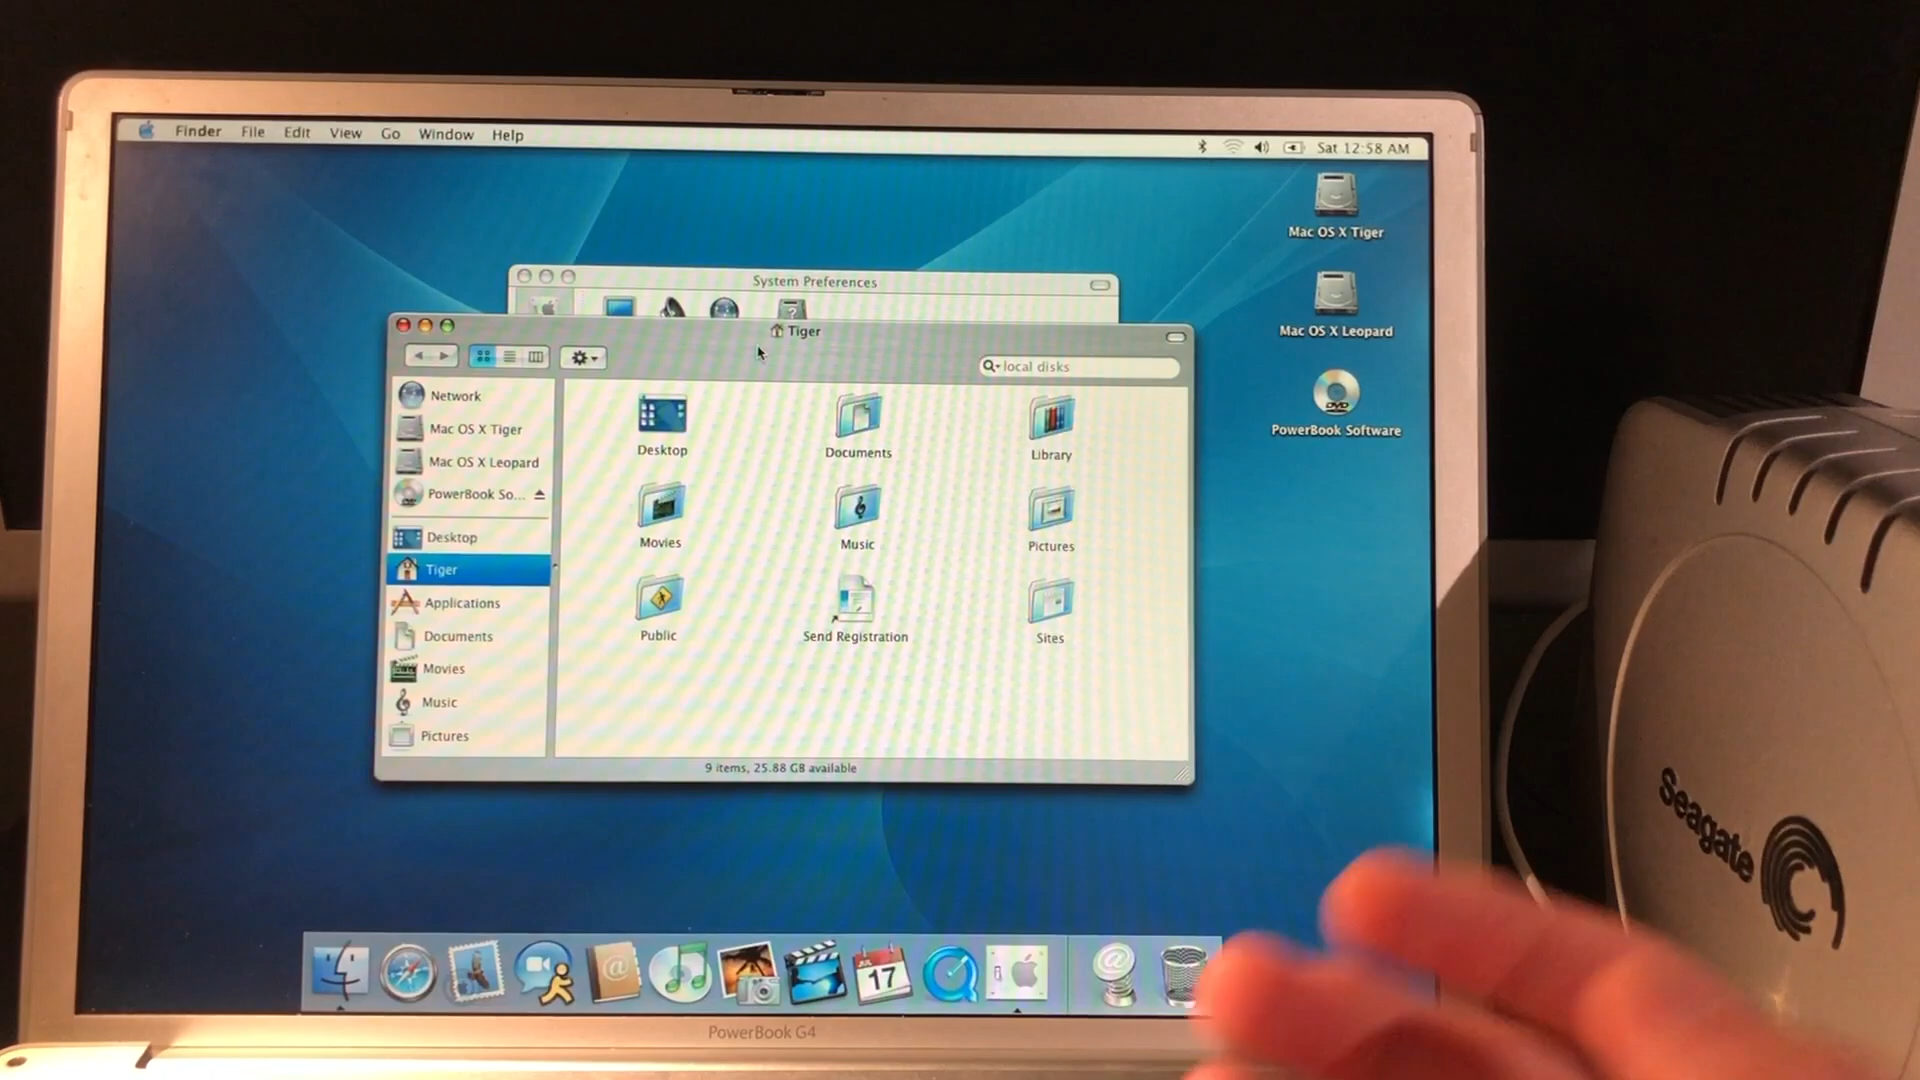 Finder File Edit View Go Window Help
Sat 12:58 AM
Mac OS X Tiger
Mac OS X Leopard
DVD
PowerBook Software
System Preferences
?
Tiger
local disks
Network
Mac OS X Tiger
Mac OS X Leopard
PowerBook So...
Desktop
Tiger
Applications
Documents
Movies
Music
Pictures
Desktop
Documents
Library
Movies
Music
Pictures
Public
Send Registration
Sites
9 items, 25.88 GB available
@
JUL
17
@
PowerBook G4
Seagate